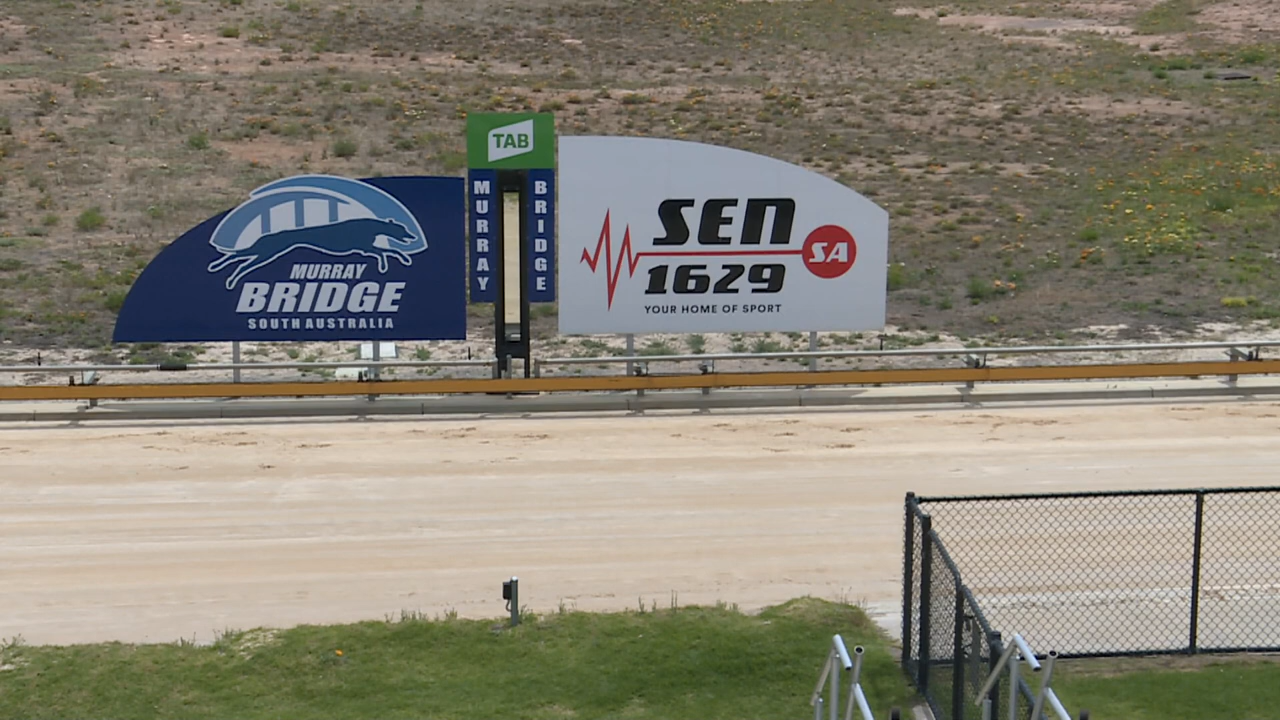 TAB
MURRAY
BRIDGE
MURRAY
BRIDGE
SOUTH AUSTRALIA
SEN
SA
1629
YOUR HOME OF SPORT